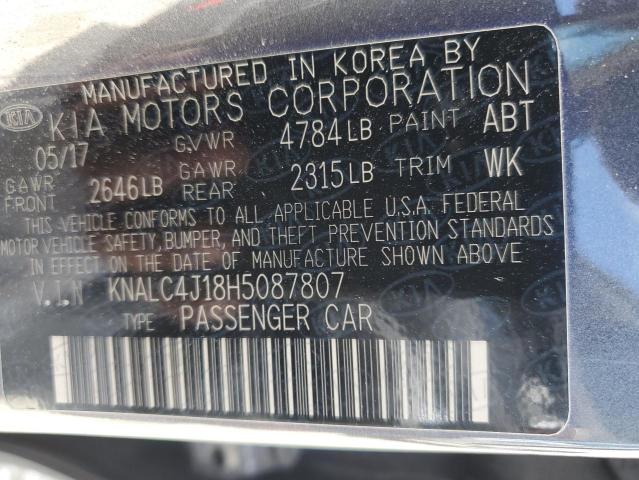 MANUFACTURED IN KOREA BY
KIA KIA MOTORS CORPORATION
05/17 G.VWR 4784LB PAINT ABT
GAWR FRONT 2646LB GAWR REAR 2315LB TRIM WK
THIS VEHICLE CONFORMS TO ALL APPLICABLE U.S.A. FEDERAL
MOTOR VEHICLE SAFETY, BUMPER, AND THEFT PREVENTION STANDARDS
IN EFFECT ON THE DATE OF MANUFACTURE SHOWN ABOVE
V.I.N KNALC4J18H5087807
TYPE PASSENGER CAR